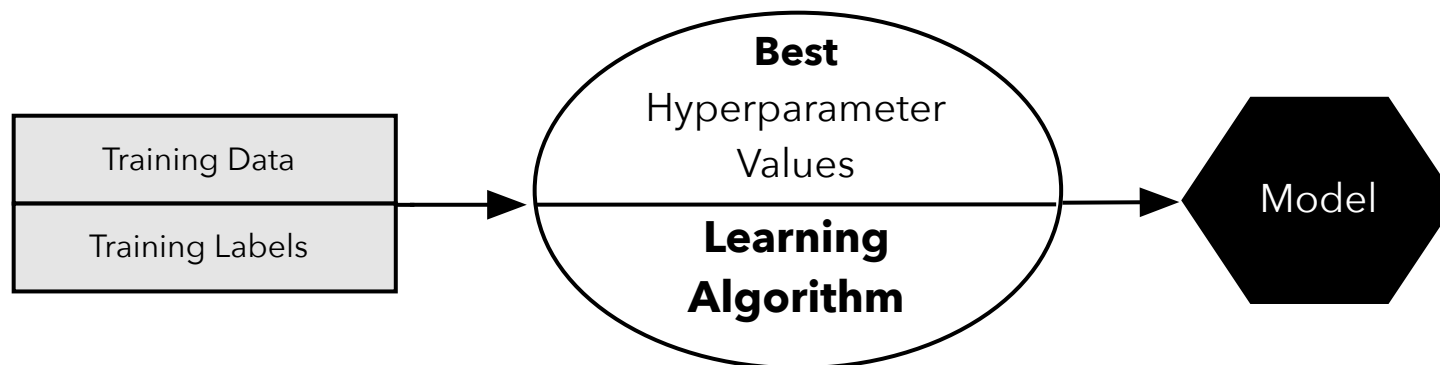 Training Data
Training Labels
Best
Hyperparameter
Values
Learning
Algorithm
Model